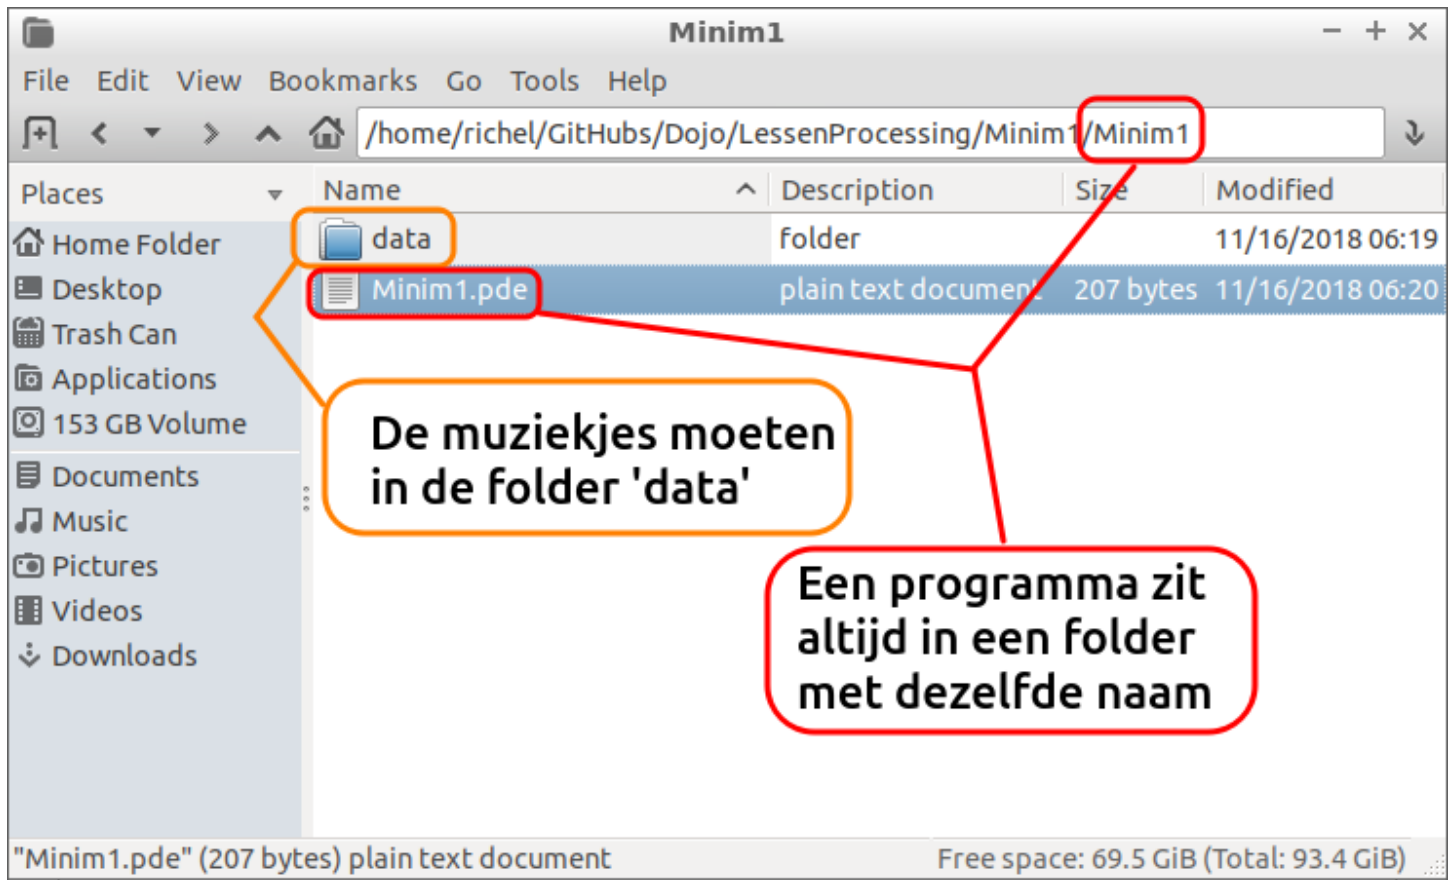 Minim1
File Edit View Bookmarks Go Tools Help
/home/richel/GitHubs/Dojo/LessenProcessing/Minim1/Minim1
Places
Name Description Size Modified
Home Folder
Desktop
Trash Can
Applications
153 GB Volume
Documents
Music
Pictures
Videos
Downloads
data folder 11/16/2018 06:19
Minim1.pde plain text document 207 bytes 11/16/2018 06:20
De muziekjes moeten
in de folder 'data'
Een programma zit
altijd in een folder
met dezelfde naam
"Minim1.pde" (207 bytes) plain text document
Free space: 69.5 GiB (Total: 93.4 GiB)